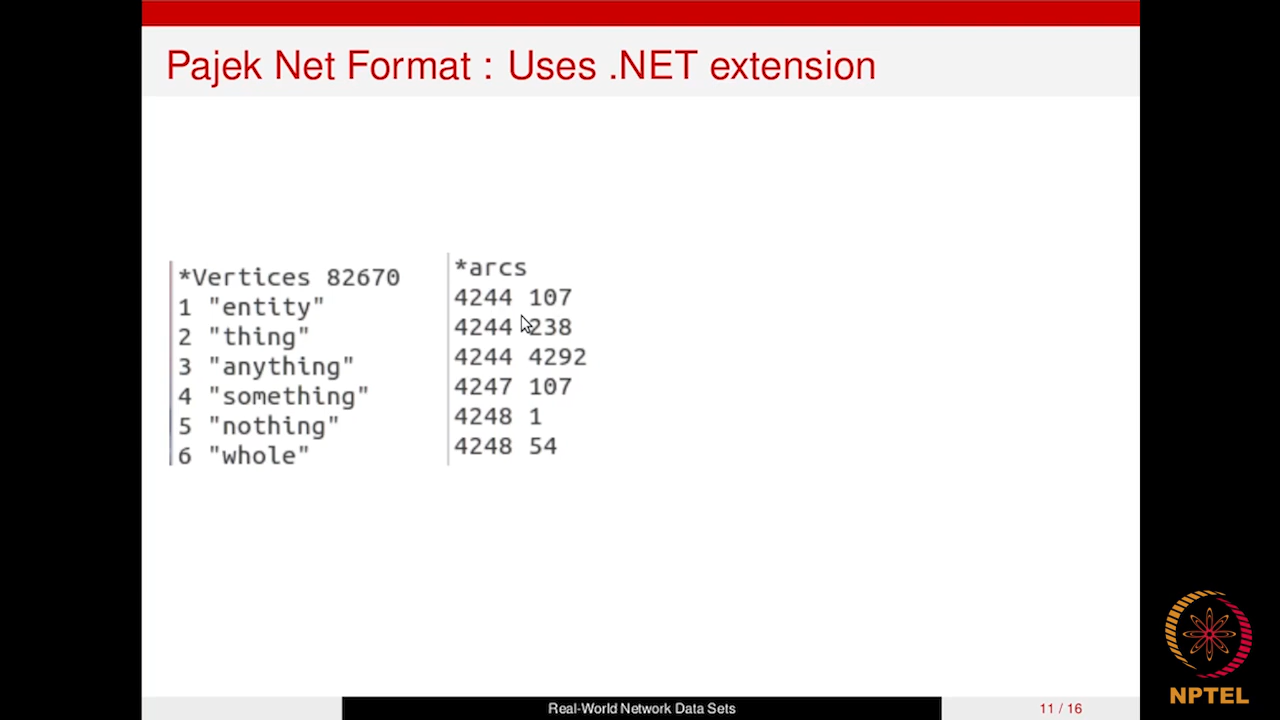 Pajek Net Format : Uses .NET extension
*Vertices 82670
1 "entity"
2 "thing"
3 "anything"
4 "something"
5 "nothing"
6 "whole"
*arcs
4244 107
4244 238
4244 4292
4247 107
4248 1
4248 54
Real-World Network Data Sets
11 / 16
NPTEL